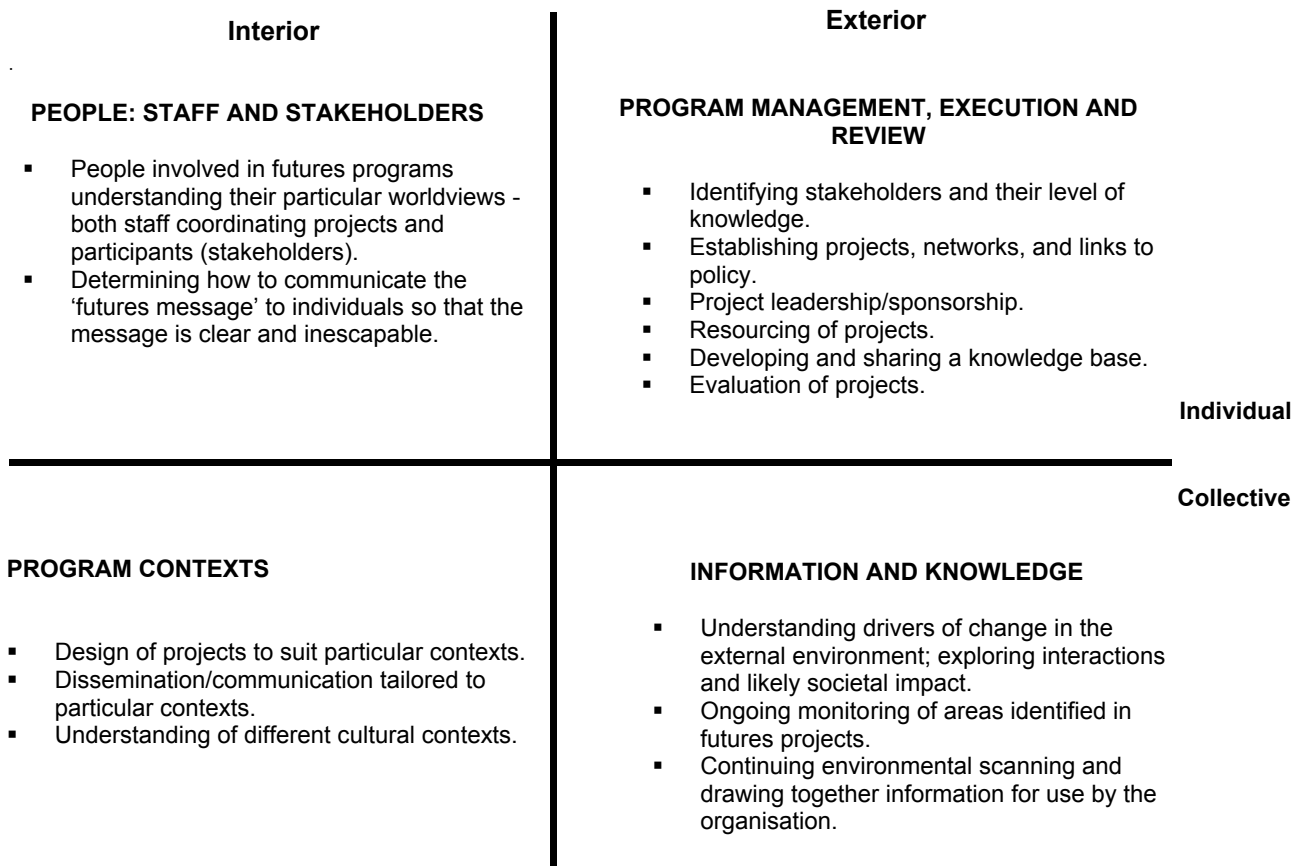 Interior
Exterior
.
PEOPLE: STAFF AND STAKEHOLDERS
▪ People involved in futures programs
understanding their particular worldviews -
both staff coordinating projects and
participants (stakeholders).
▪ Determining how to communicate the
‘futures message’ to individuals so that the
message is clear and inescapable.
PROGRAM MANAGEMENT, EXECUTION AND
REVIEW
▪ Identifying stakeholders and their level of
knowledge.
▪ Establishing projects, networks, and links to
policy.
▪ Project leadership/sponsorship.
▪ Resourcing of projects.
▪ Developing and sharing a knowledge base.
▪ Evaluation of projects.
Individual
Collective
PROGRAM CONTEXTS
▪ Design of projects to suit particular contexts.
▪ Dissemination/communication tailored to
particular contexts.
▪ Understanding of different cultural contexts.
INFORMATION AND KNOWLEDGE
▪ Understanding drivers of change in the
external environment; exploring interactions
and likely societal impact.
▪ Ongoing monitoring of areas identified in
futures projects.
▪ Continuing environmental scanning and
drawing together information for use by the
organisation.